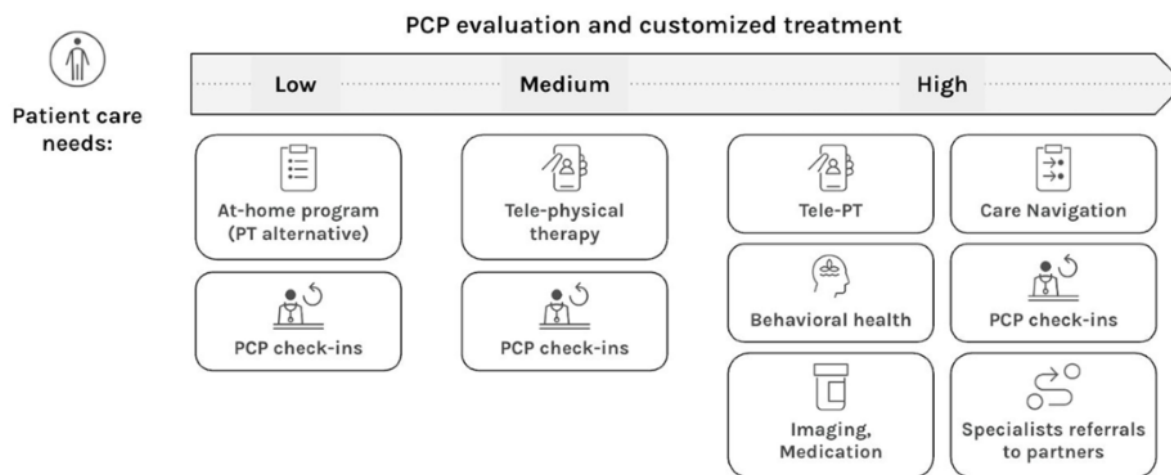 PCP evaluation and customized treatment
Patient care
needs:
Low
Medium
High
At-home program
(PT alternative)
PCP check-ins
Tele-physical
therapy
PCP check-ins
Tele-PT
Care Navigation
Behavioral health
PCP check-ins
Imaging,
Medication
Specialists referrals
to partners